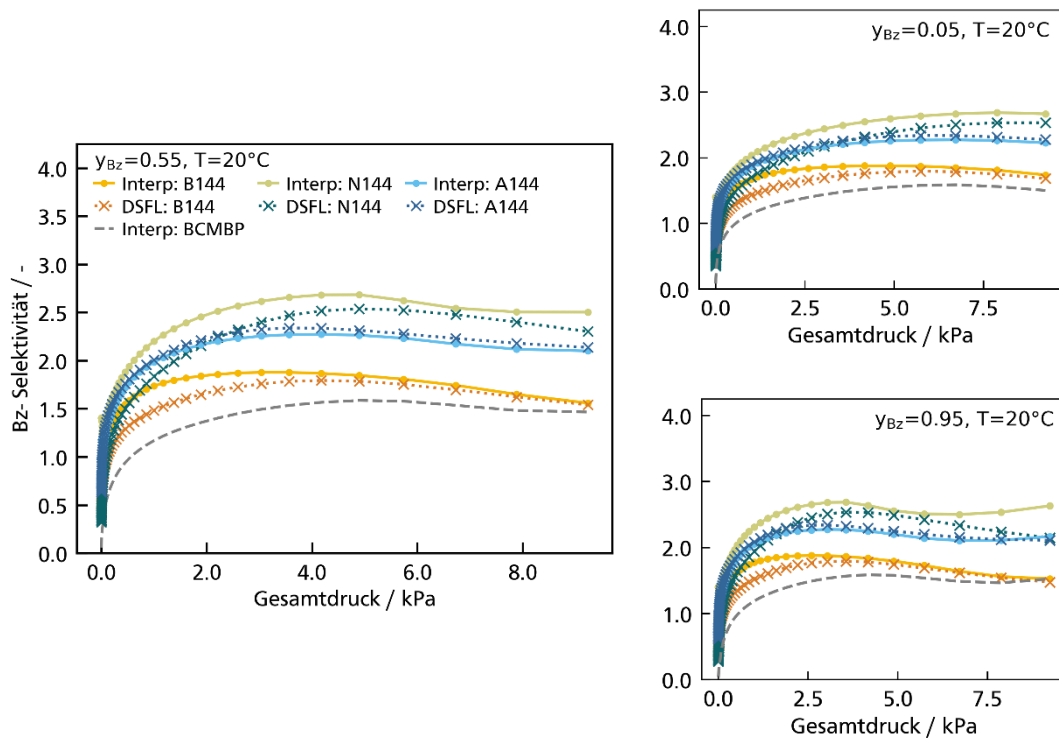 y_Bz=0.55, T=20°C
Interp: B144 Interp: N144 Interp: A144
DSFL: B144 DSFL: N144 DSFL: A144
Interp: BCMBP
Bz- Selektivität / -
4.0
3.5
3.0
2.5
2.0
1.5
1.0
0.5
0.0
0.0 2.0 4.0 6.0 8.0
Gesamtdruck / kPa
y_Bz=0.05, T=20°C
4.0
3.0
2.0
1.0
0.0
0.0 2.5 5.0 7.5
Gesamtdruck / kPa
y_Bz=0.95, T=20°C
4.0
3.0
2.0
1.0
0.0
0.0 2.5 5.0 7.5
Gesamtdruck / kPa